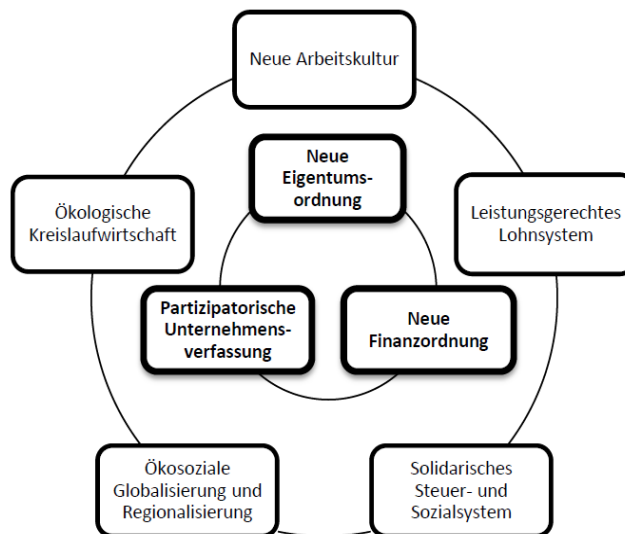 Neue Arbeitskultur
Neue
Eigentums-
ordnung
Ökologische
Kreislaufwirtschaft
Leistungsgerechtes
Lohnsystem
Partizipatorische
Unternehmens-
verfassung
Neue
Finanzordnung
Ökosoziale
Globalisierung und
Regionalisierung
Solidarisches
Steuer- und
Sozialsystem